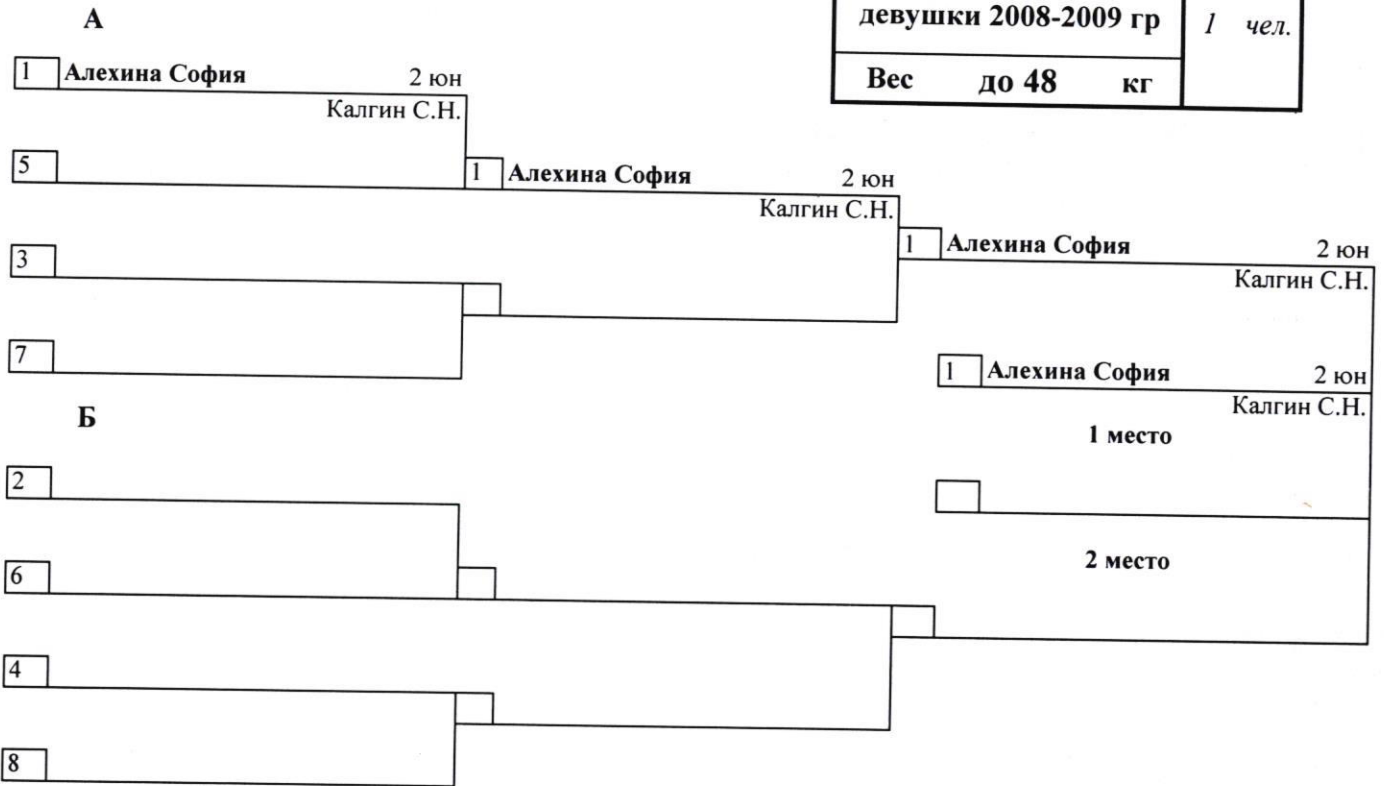 А
девушки 2008-2009 гр
1 чел.
Вес до 48 кг
1 Алехина София 2 юн
Калгин С.Н.
5
1 Алехина София 2 юн
Калгин С.Н.
3
1 Алехина София 2 юн
Калгин С.Н.
7
1 Алехина София 2 юн
Калгин С.Н.
Б
1 место
2
2 место
6
4
8